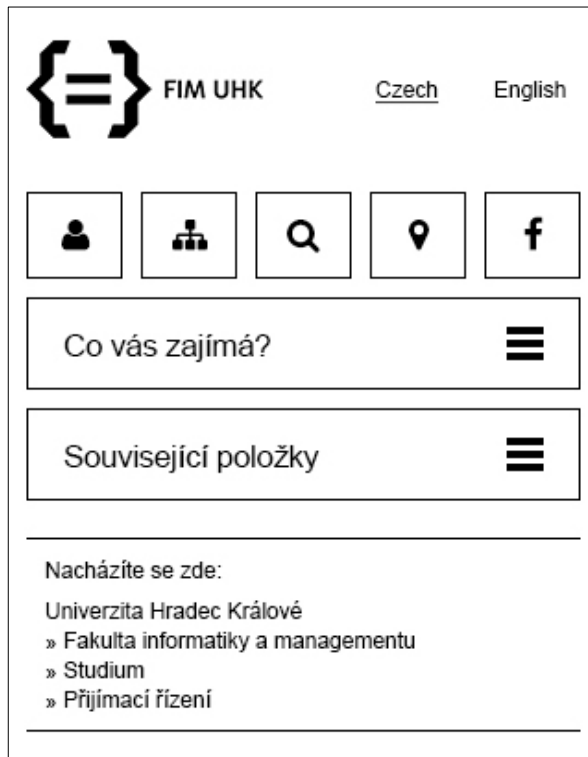 {=} FIM UHK
Czech English
Co vás zajímá?
Související položky
Nacházíte se zde:
Univerzita Hradec Králové
» Fakulta informatiky a managementu
» Studium
» Přijímací řízení